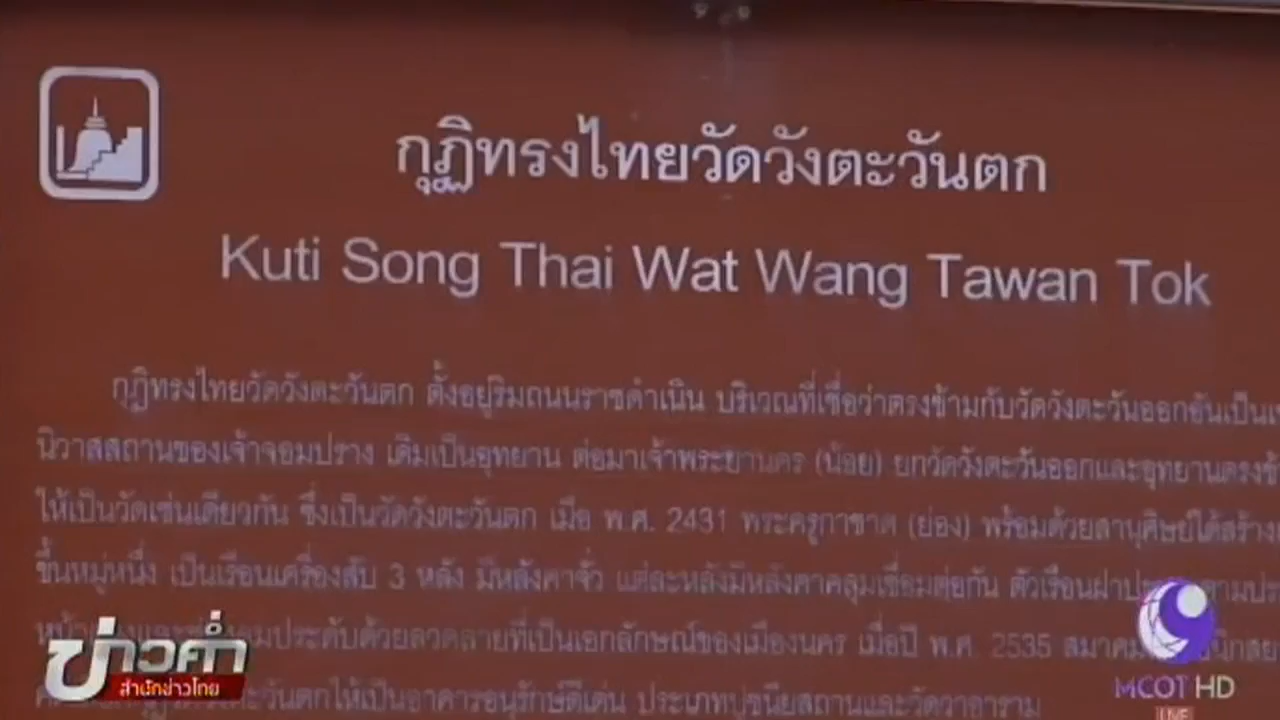 กุฏิทรงไทยวัดวังตะวันตก
Kuti Song Thai Wat Wang Tawan Tok
กุฏิทรงไทยวัดวังตะวันตก ตั้งอยู่ริมถนนราชดำเนิน บริเวณที่เชื่อว่าตรงข้ามกับวัดวังตะวันออกอันเป็น
นิวาสสถานของเจ้าจอมปราง เดิมเป็นอุทยาน ต่อมาเจ้าพระยานคร (น้อย) ยกวัดวังตะวันออกและอุทยานตรง
ให้เป็นวัดเช่นเดียวกัน ซึ่งเป็นวัดวังตะวันตก เมื่อ พ.ศ. 2431 พระครูกาชาด (ย่อง) พร้อมด้วยสานุศิษย์ได้สร้าง
ขึ้นหมู่หนึ่ง เป็นเรือนเครื่องสับ 3 หลัง มีหลังคาจั่ว แต่ละหลังมีหลังคาคลุมเชื่อมต่อกัน ตัวเรือน
ประดับด้วยลวดลายที่เป็นเอกลักษณ์ของเมืองนคร เมื่อปี พ.ศ. 2535
ตะวันตกให้เป็นอาคารอนุรักษ์ดีเด่น ประเภทปูชนียสถานและวัดวาอาราม
ข่าวค่ำ
สำนักข่าวไทย
MCOT HD
LIVE